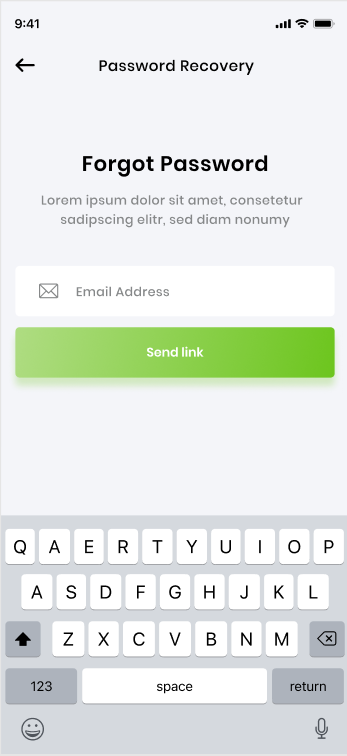 9:41
Password Recovery
Forgot Password
Lorem ipsum dolor sit amet, consetetur
sadipscing elitr, sed diam nonumy
Email Address
Send link
Q A E R T Y U I O P
A S D F G H J K L
Z X C V B N M
123 space return